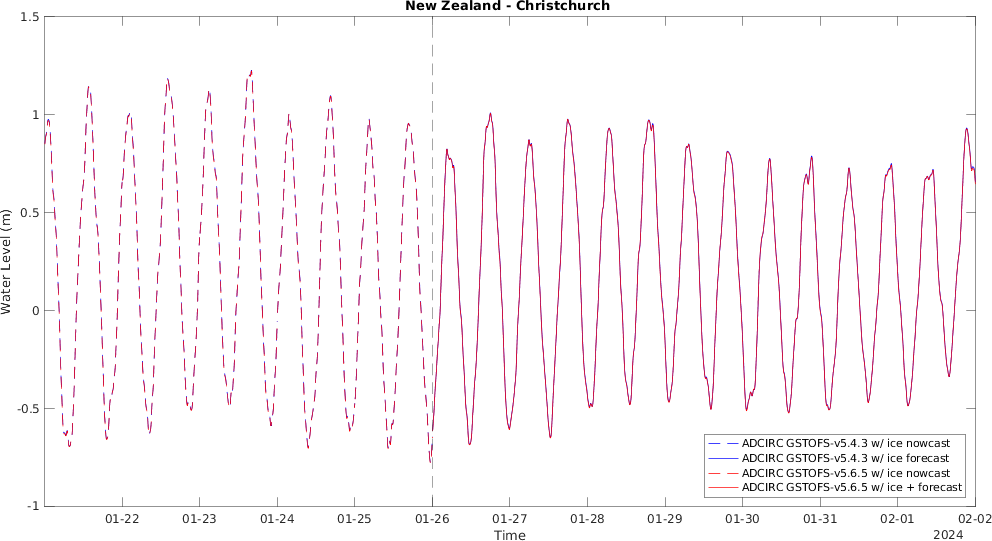 New Zealand - Christchurch
Water Level (m)
1.5
1
0.5
0
-0.5
-1
ADCIRC GSTOFS-v5.4.3 w/ ice nowcast
ADCIRC GSTOFS-v5.4.3 w/ ice forecast
ADCIRC GSTOFS-v5.6.5 w/ ice nowcast
ADCIRC GSTOFS-v5.6.5 w/ ice + forecast
01-22 01-23 01-24 01-25 01-26 01-27 01-28 01-29 01-30 01-31 02-01 02-02
Time
2024